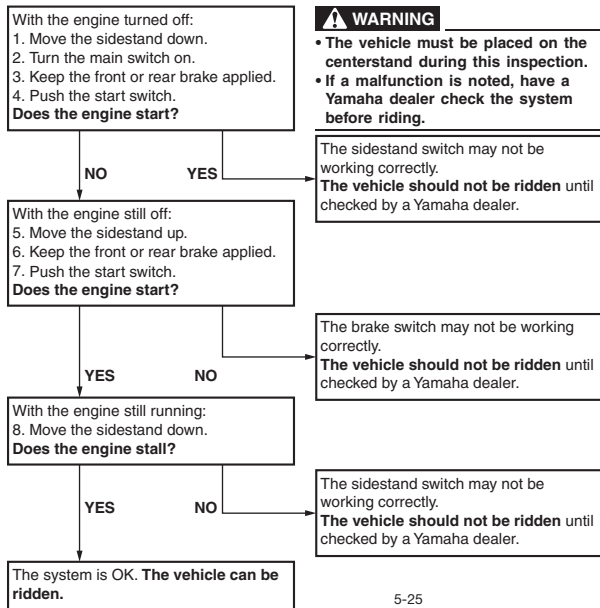 With the engine turned off:
1. Move the sidestand down.
2. Turn the main switch on.
3. Keep the front or rear brake applied.
4. Push the start switch.
Does the engine start?
WARNING
• The vehicle must be placed on the
centerstand during this inspection.
• If a malfunction is noted, have a
Yamaha dealer check the system
before riding.
NO YES
The sidestand switch may not be
working correctly.
The vehicle should not be ridden until
checked by a Yamaha dealer.
With the engine still off:
5. Move the sidestand up.
6. Keep the front or rear brake applied.
7. Push the start switch.
Does the engine start?
YES NO
The brake switch may not be working
correctly.
The vehicle should not be ridden until
checked by a Yamaha dealer.
With the engine still running:
8. Move the sidestand down.
Does the engine stall?
YES NO
The sidestand switch may not be
working correctly.
The vehicle should not be ridden until
checked by a Yamaha dealer.
The system is OK. The vehicle can be
ridden.
5-25